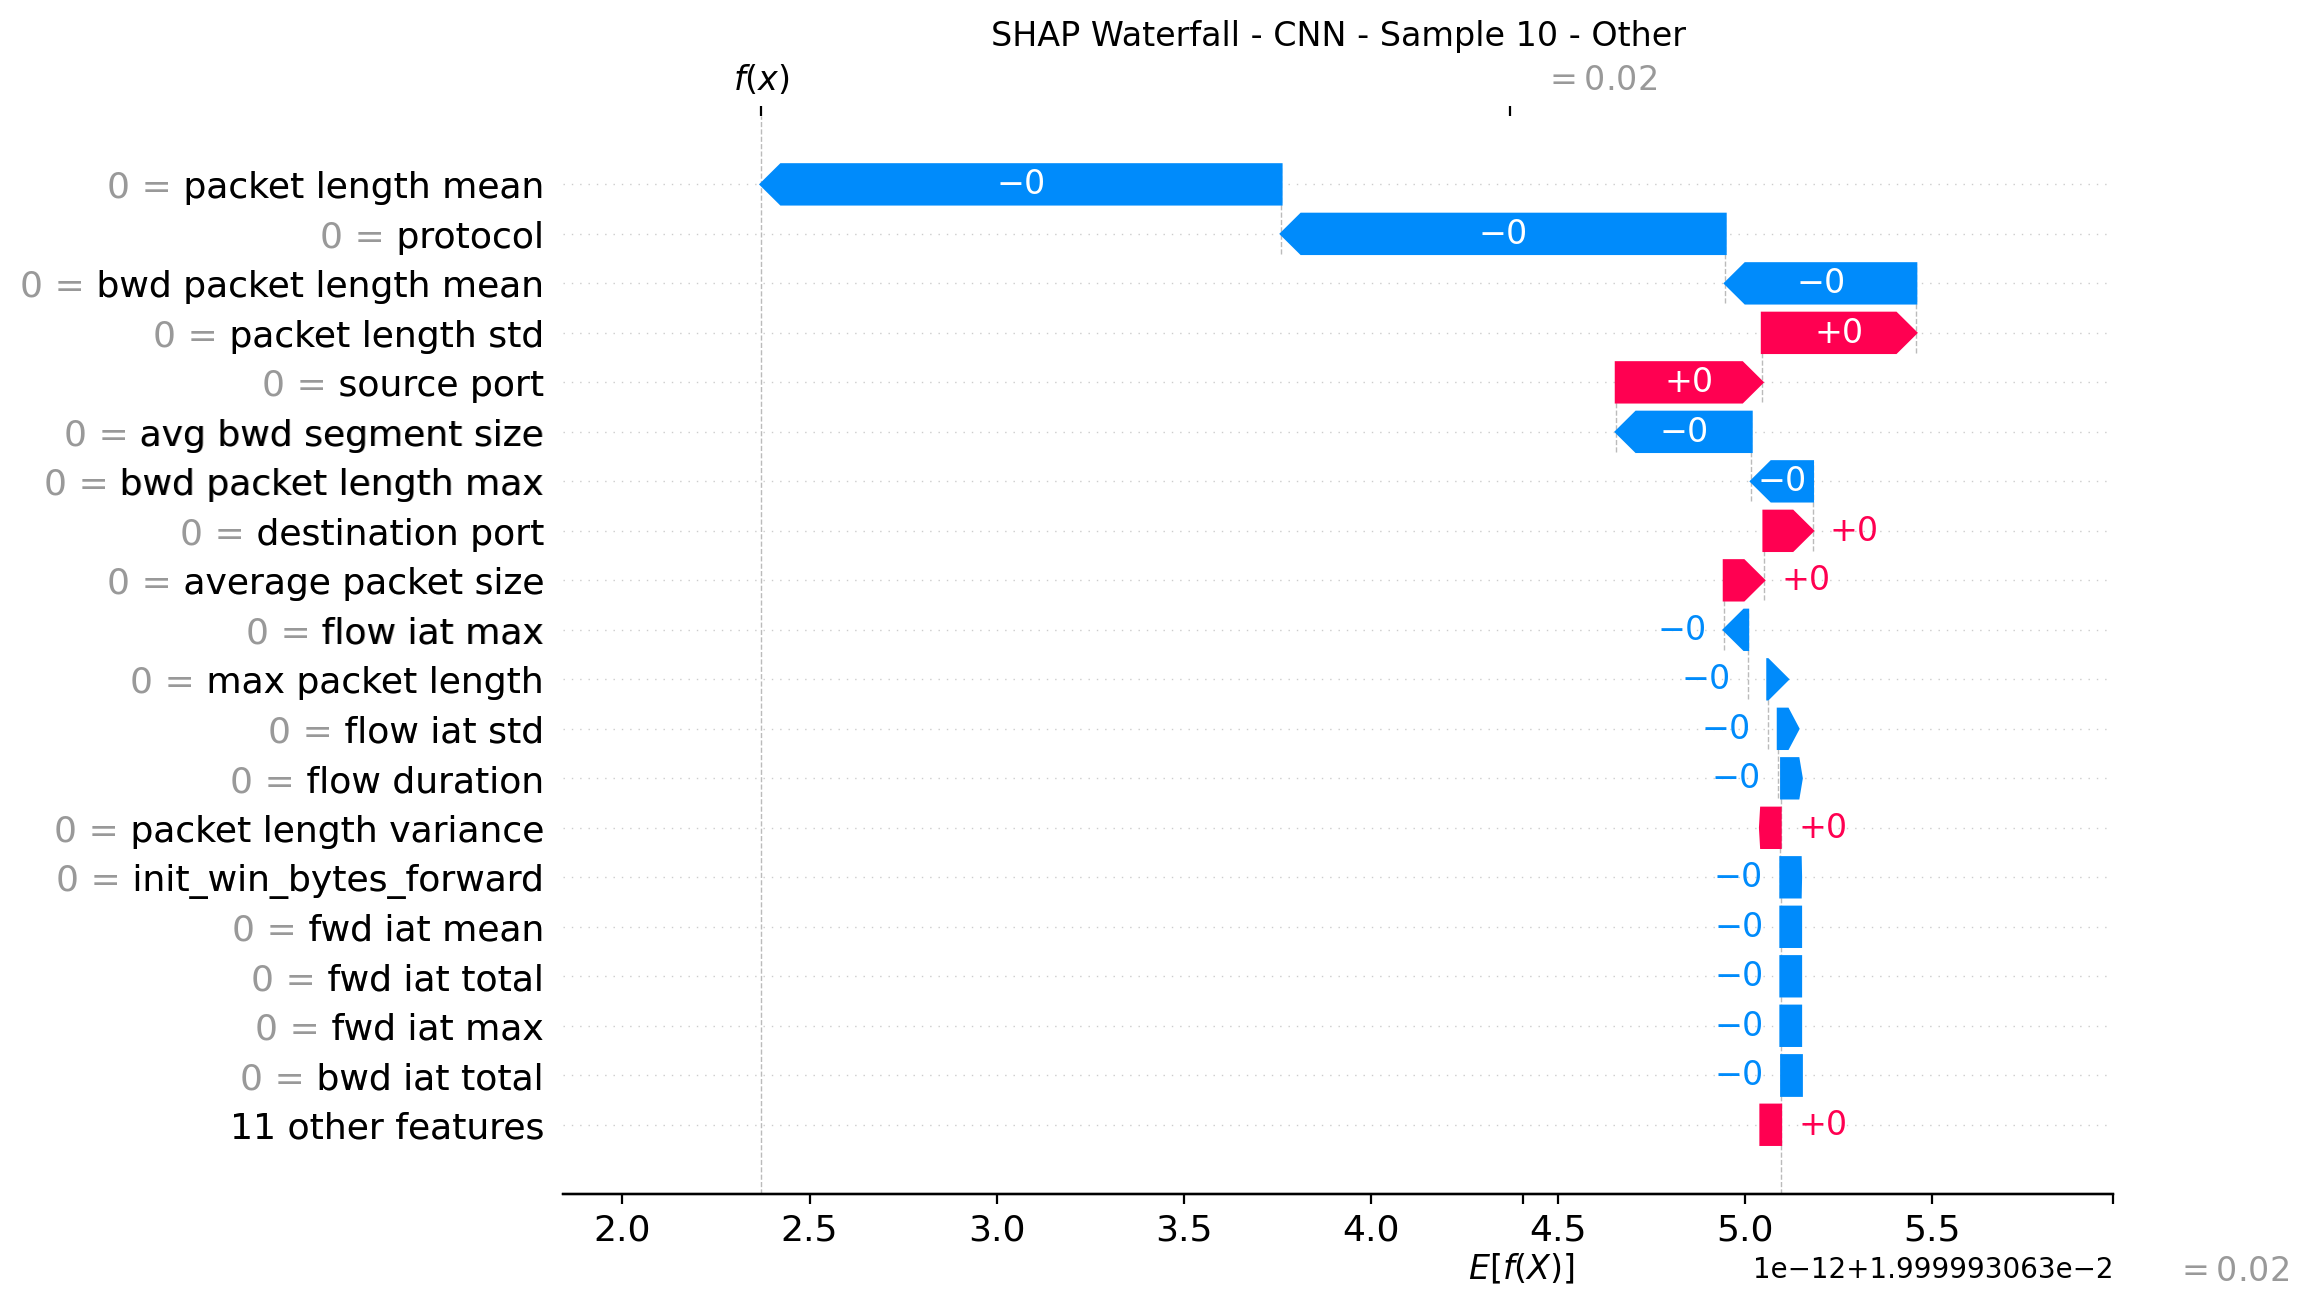 SHAP Waterfall - CNN - Sample 10 - Other
f(x) = 0.02
0 = packet length mean −0
0 = protocol −0
0 = bwd packet length mean −0
0 = packet length std +0
0 = source port +0
0 = avg bwd segment size −0
0 = bwd packet length max −0
0 = destination port +0
0 = average packet size +0
0 = flow iat max −0
0 = max packet length −0
0 = flow iat std −0
0 = flow duration −0
0 = packet length variance +0
0 = init_win_bytes_forward −0
0 = fwd iat mean −0
0 = fwd iat total −0
0 = fwd iat max −0
0 = bwd iat total −0
11 other features +0
2.0 2.5 3.0 3.5 4.0 4.5 5.0 5.5
E[f(X)] 1e−12+1.999993063e−2 = 0.02